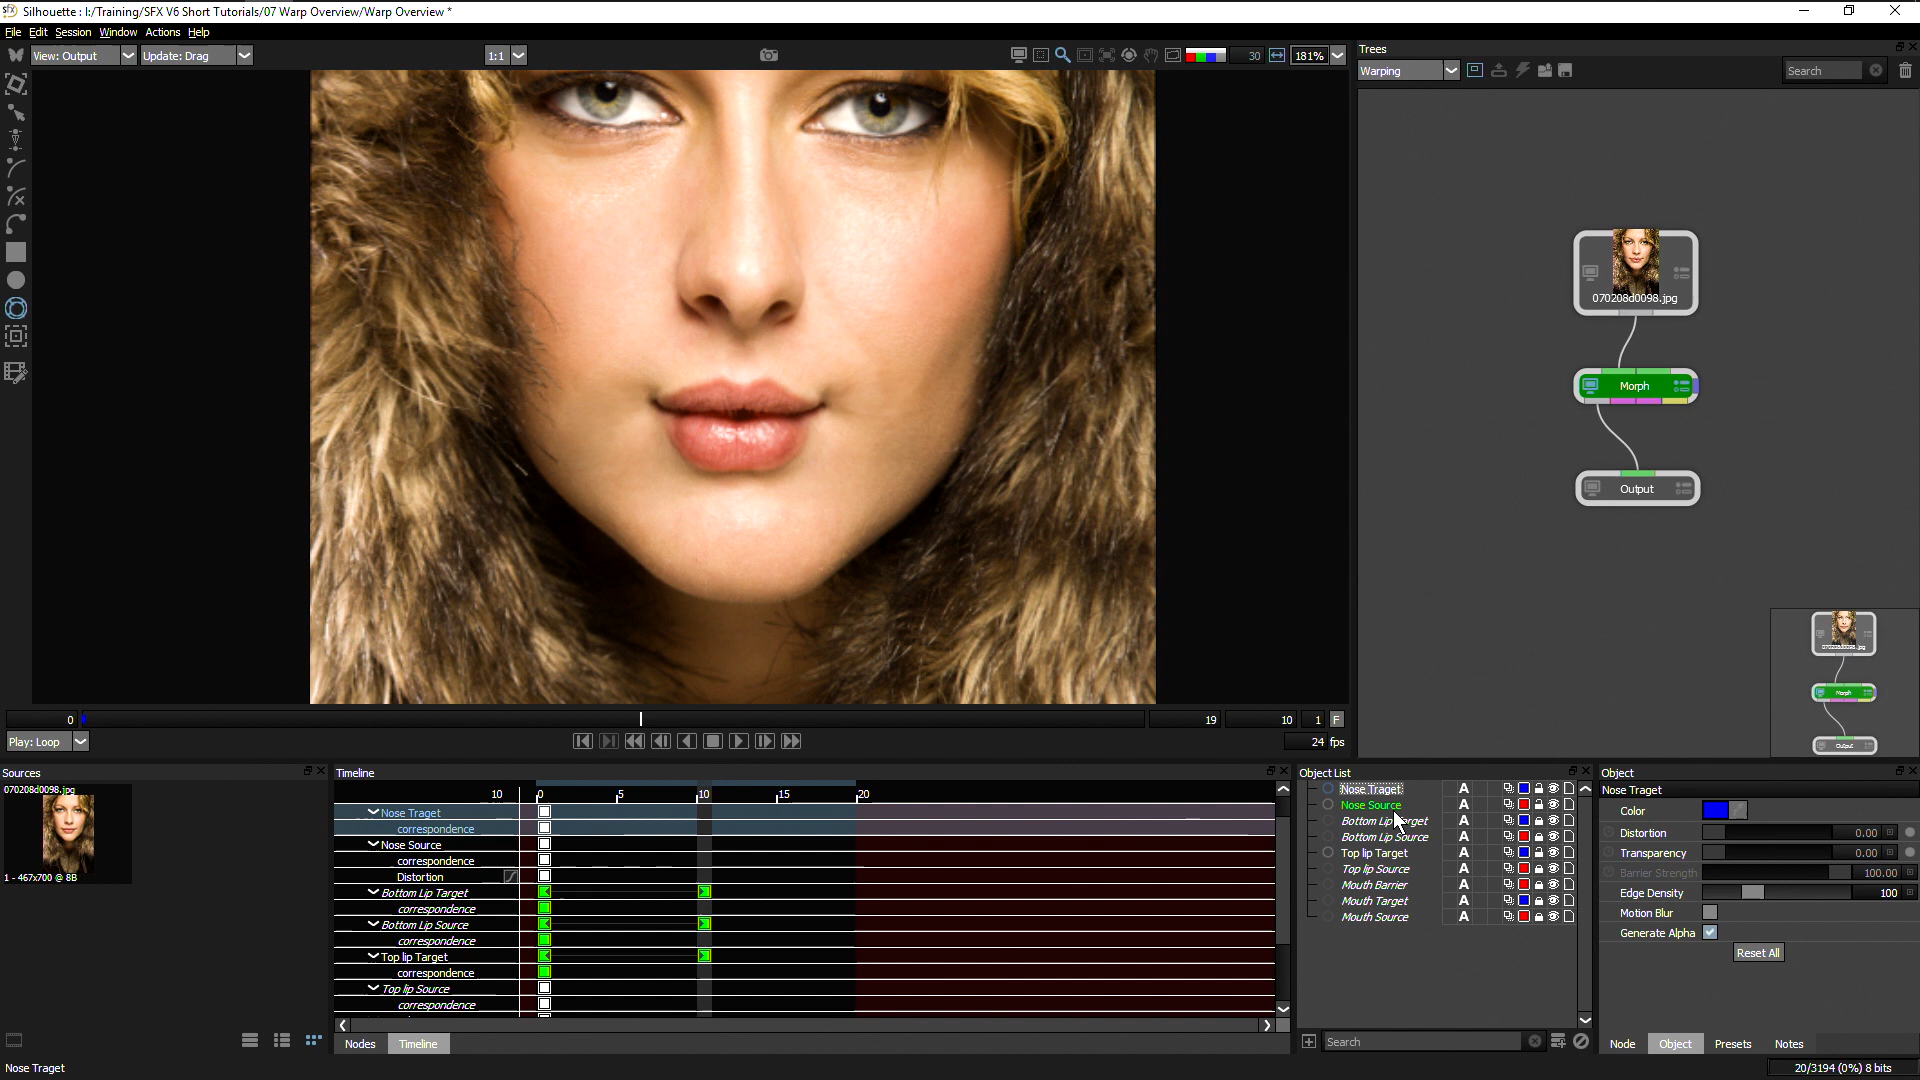 Silhouette : I:/Training/SFX V6 Short Tutorials/07 Warp Overview/Warp Overview *
File Edit Session Window Actions Help
View: Output
Update: Drag
1:1
30
181%
Trees
Warping
Search
070208d0098.jpg
Morph
Output
070208d0098.jpg
Morph
Output
0
19
10
1
F
Play: Loop
24 fps
Sources
070208d0098.jpg
1 - 467x700 @ 8B
Timeline
10
0
5
10
15
20
Nose Traget
correspondence
Nose Source
correspondence
Distortion
Bottom Lip Target
correspondence
Bottom Lip Source
correspondence
Top lip Target
correspondence
Top lip Source
correspondence
Nodes
Timeline
Object List
Nose Traget A
Nose Source A
Bottom Lip Target A
Bottom Lip Source A
Top lip Target A
Top lip Source A
Mouth Barrier A
Mouth Target A
Mouth Source A
Search
Object
Nose Traget
Color
Distortion 0.00
Transparency 0.00
Barrier Strength 100.00
Edge Density 100
Motion Blur
Generate Alpha
Reset All
Node
Object
Presets
Notes
Nose Traget
20/3194 (0%) 8 bits